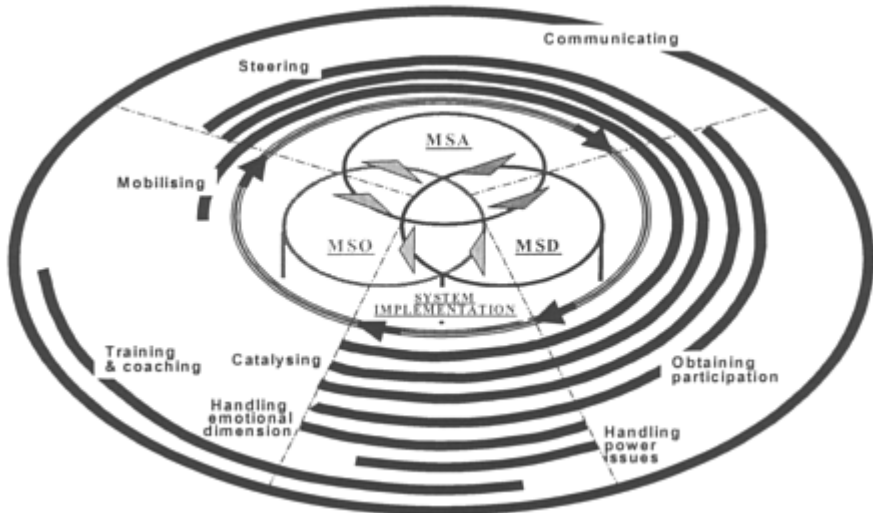 Communicating
Steering
MSA
Mobilising
MSO
MSD
SYSTEM
IMPLEMENTATION
Training
& coaching
Catalysing
Obtaining
participation
Handling
emotional
dimension
Handling
power
issues